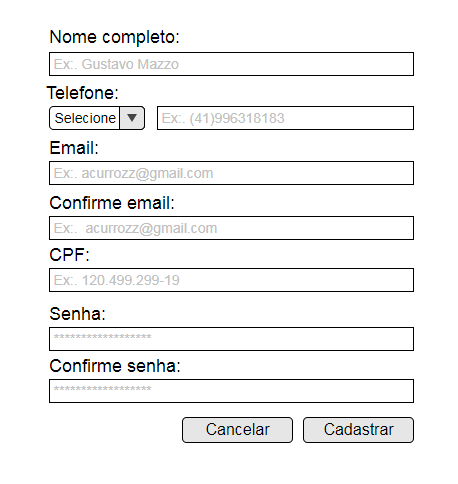 Nome completo:
Ex:. Gustavo Mazzo
Telefone:
Selecione Ex:. (41)996318183
Email:
Ex:. acurrozz@gmail.com
Confirme email:
Ex:.  acurrozz@gmail.com
CPF:
Ex:. 120.499.299-19
Senha:
******************
Confirme senha:
******************
Cancelar Cadastrar